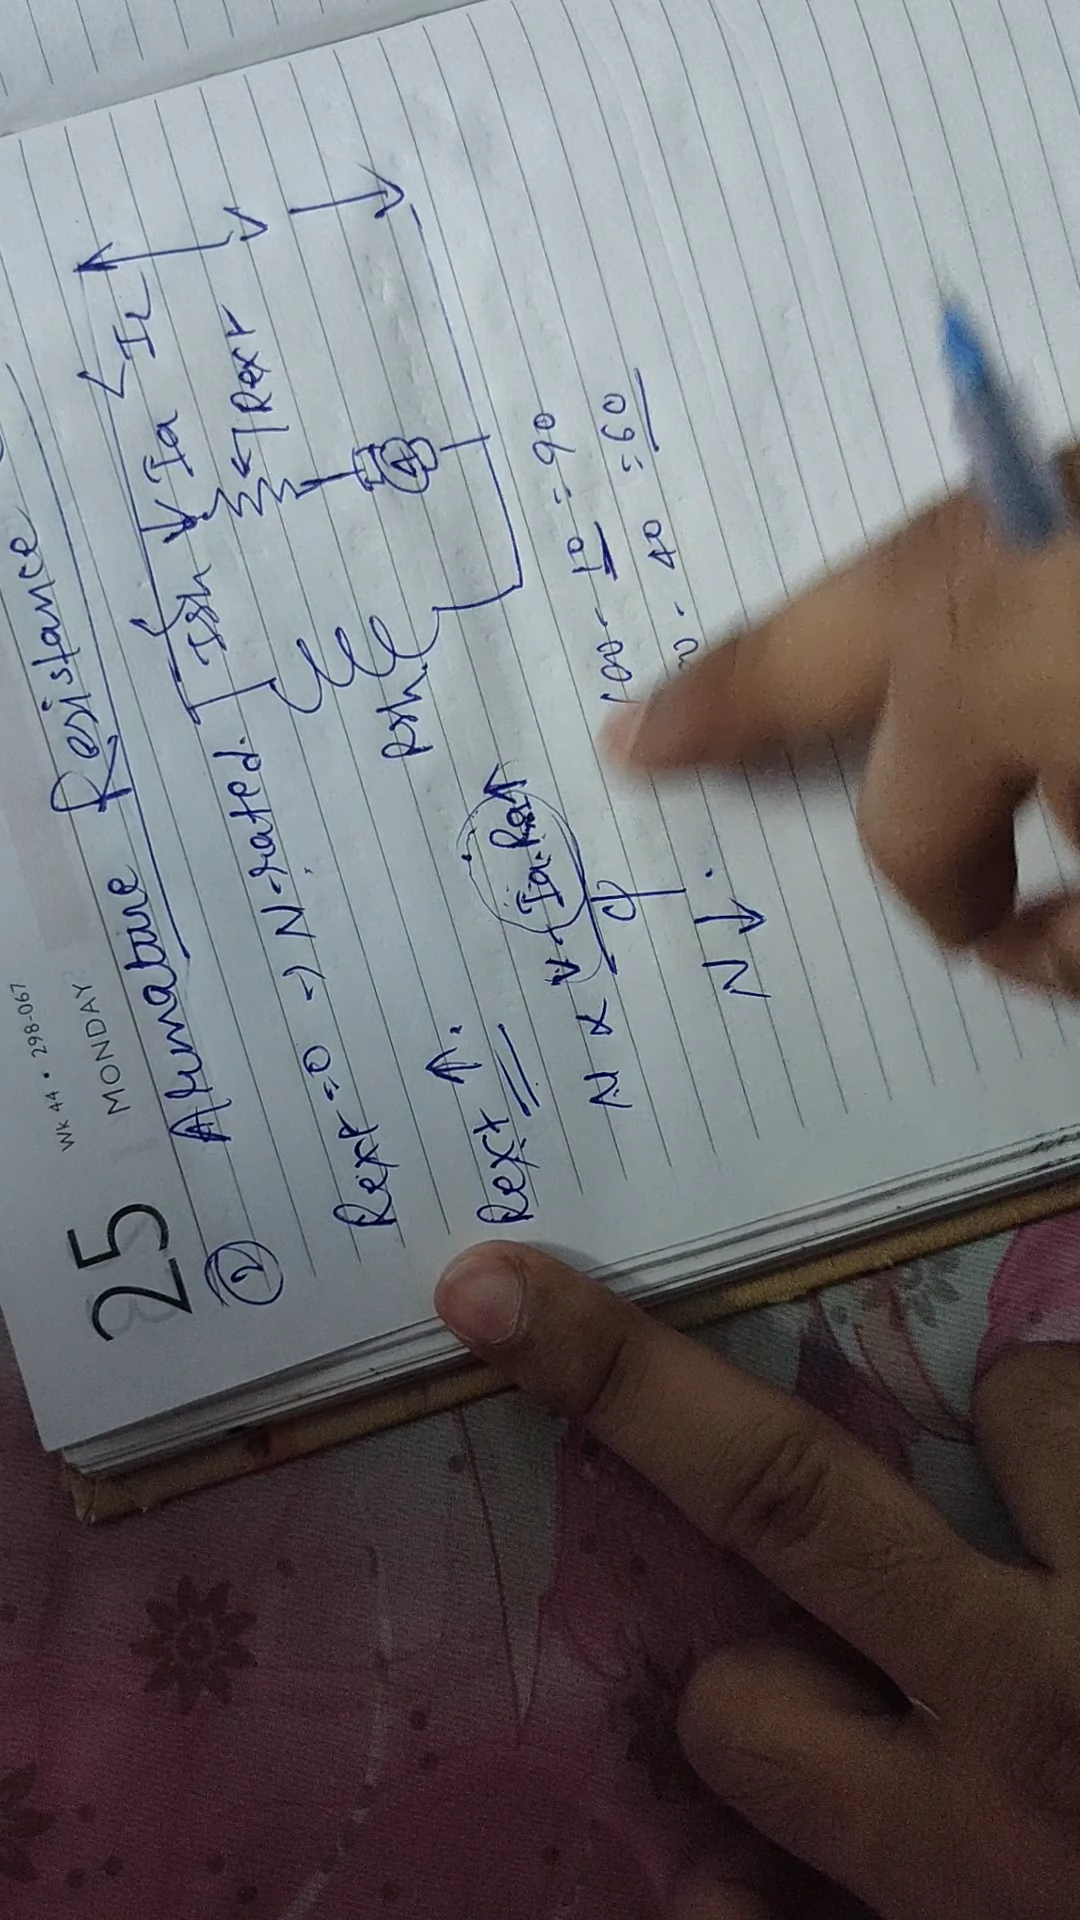 Wk 44 • 298-067
25 MONDAY
② Armature Resistance
IL
Ia
Ish
Rext
V
Rsh
Rext = 0 => N-rated.
Rext ↑.
Rext
N ∝ V - Ia.Ra↑
ϕ
N ↓.
100 - 10 = 90
- 40 = 60